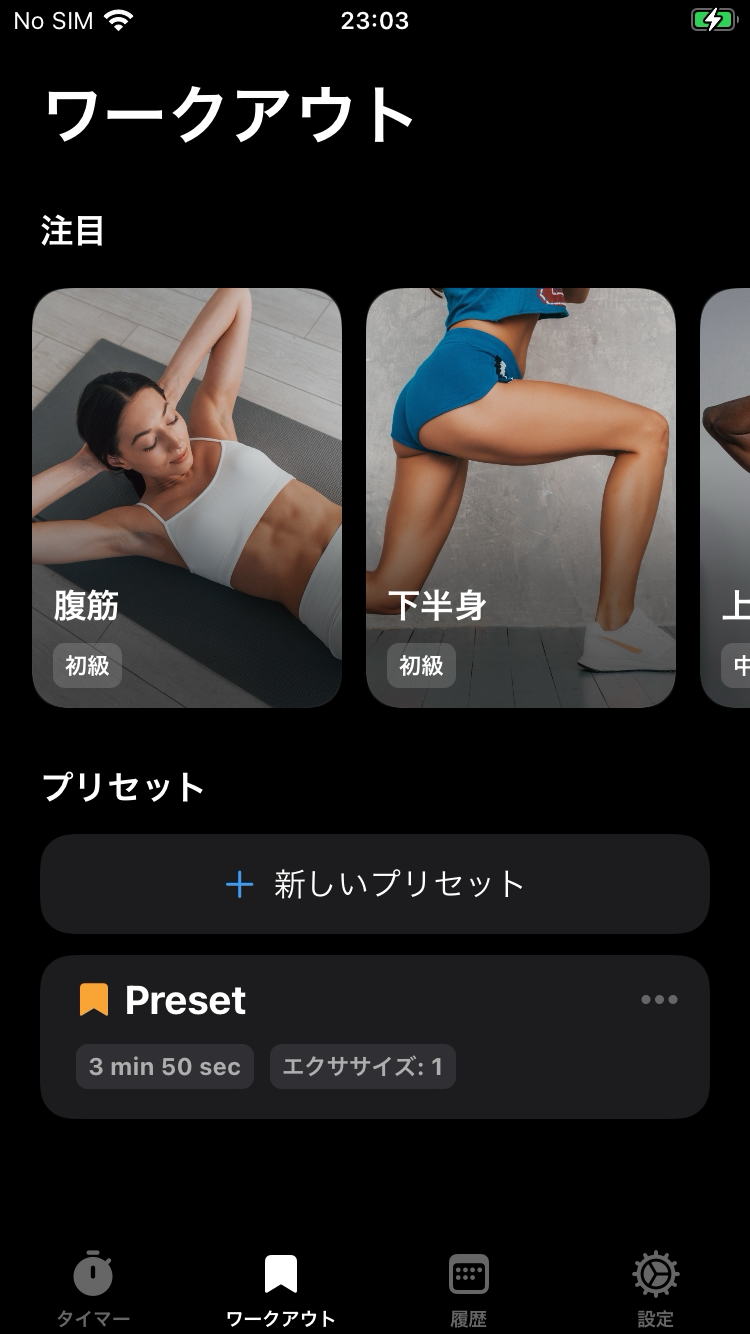 No SIM 23:03
ワークアウト
注目
腹筋
初級
下半身
初級
上
中
プリセット
新しいプリセット
Preset
3 min 50 sec エクササイズ: 1
タイマー ワークアウト 履歴 設定